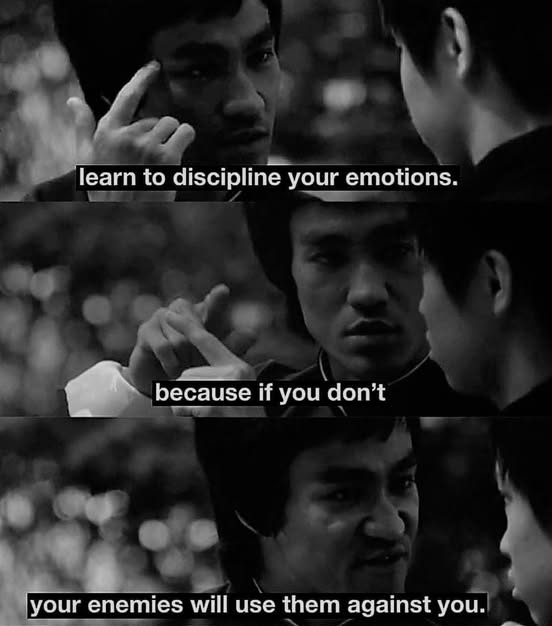 learn to discipline your emotions.
because if you don't
your enemies will use them against you.